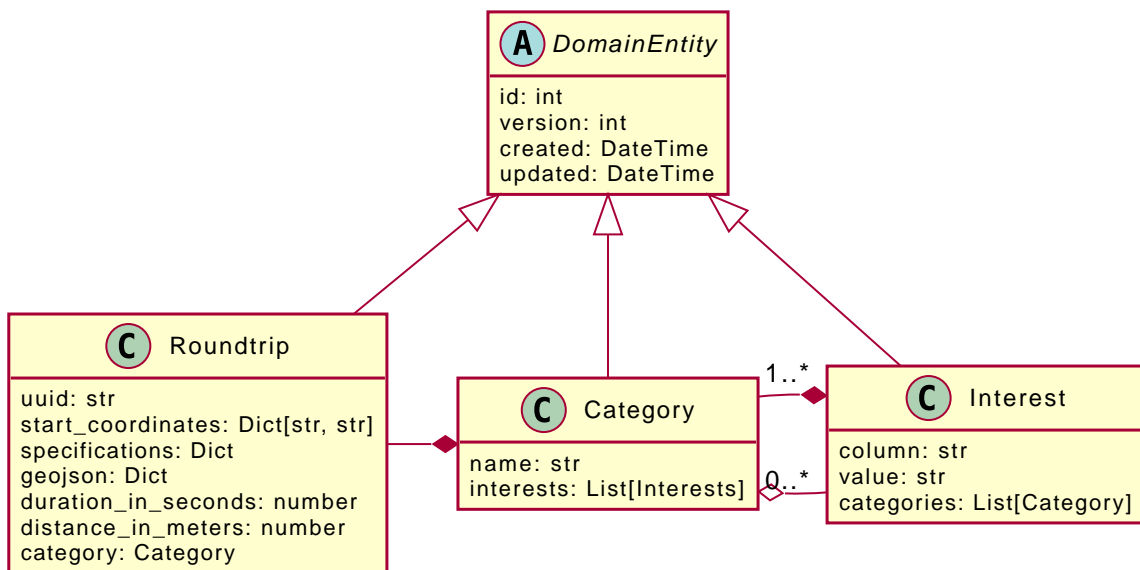 A DomainEntity
id: int
version: int
created: DateTime
updated: DateTime
C Roundtrip
uuid: str
start_coordinates: Dict[str, str]
specifications: Dict
geojson: Dict
duration_in_seconds: number
distance_in_meters: number
category: Category
C Category
name: str
interests: List[Interests]
1..*
0..*
C Interest
column: str
value: str
categories: List[Category]